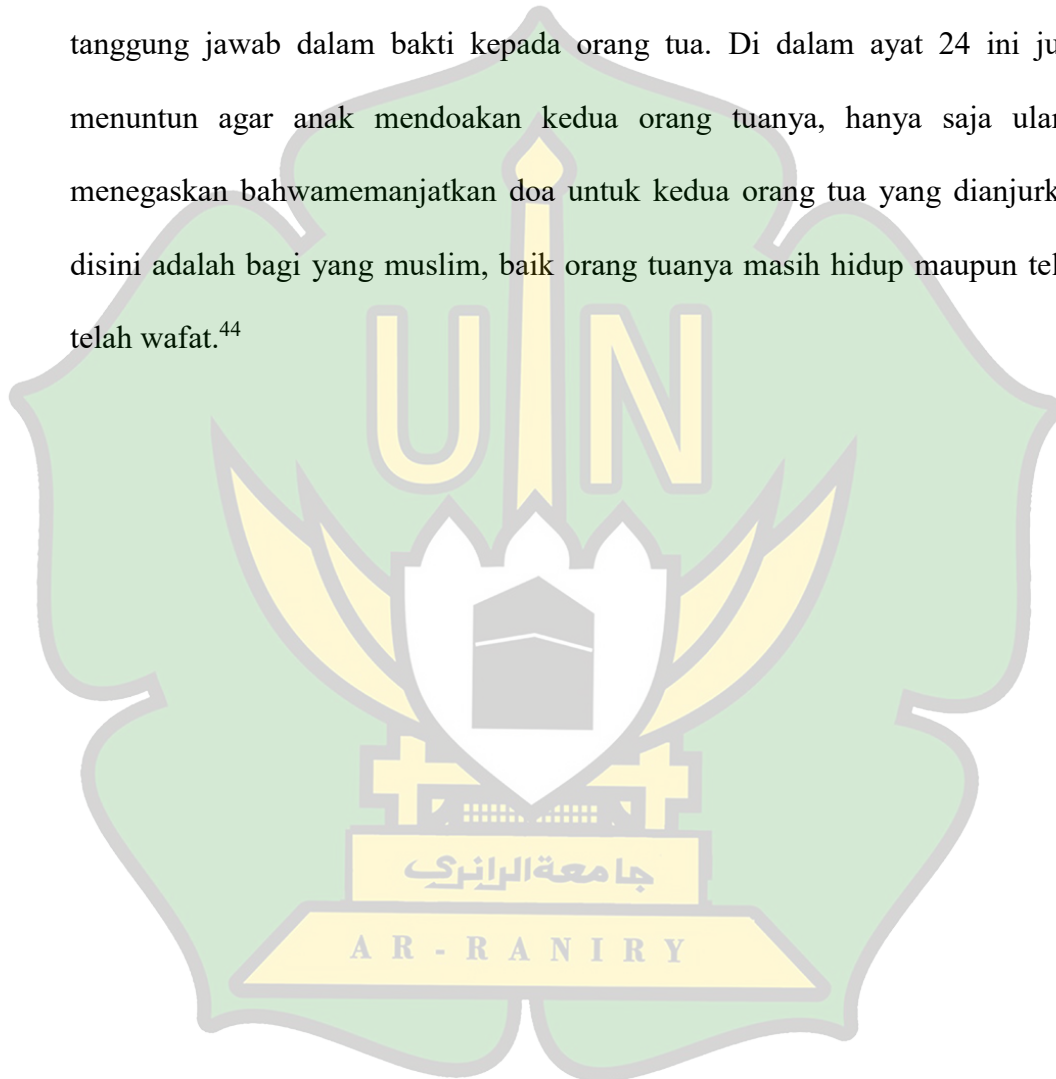 tanggung jawab dalam bakti kepada orang tua. Di dalam ayat 24 ini ju
menuntun agar anak mendoakan kedua orang tuanya, hanya saja ular
menegaskan bahwamemanjatkan doa untuk kedua orang tua yang dianjurk
disini adalah bagi yang muslim, baik orang tuanya masih hidup maupun tel
telah wafat.44
UIN
جامعة الرانري
AR-RANIRY